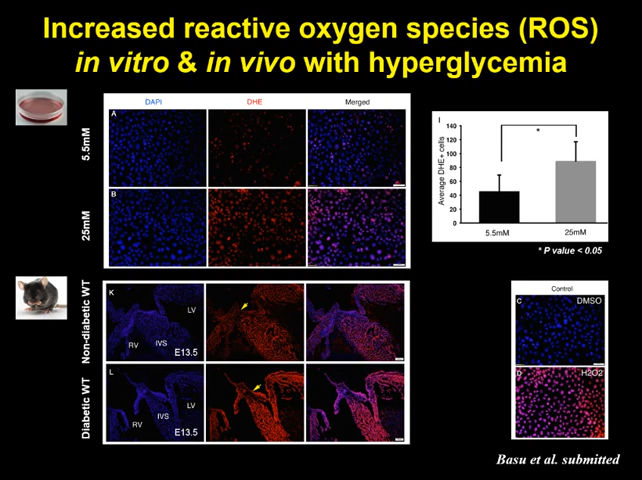 Increased reactive oxygen species (ROS)
in vitro & in vivo with hyperglycemia
DAPI DHE Merged
5.5mM
A
25mM
B
I
Average DHE+ cells
140
120
100
80
60
40
20
0
*
5.5mM 25mM
* P value < 0.05
Non-diabetic WT
K
LV
RV IVS
E13.5
Diabetic WT
L
LV
IVS
RV
E13.5
Control
C DMSO
D H2O2
Basu et al. submitted